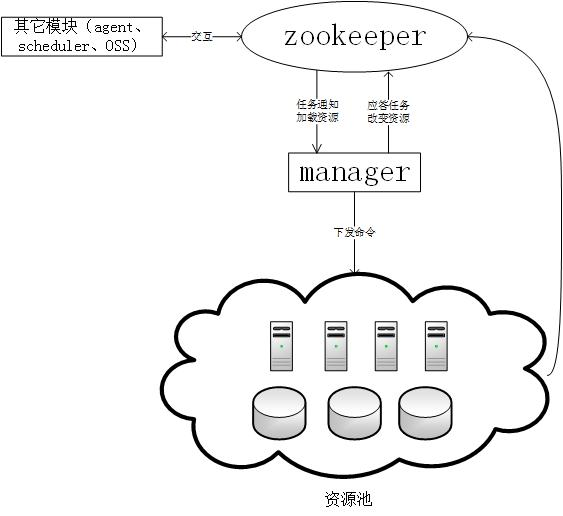 其它模块（agent、
scheduler、OSS）
交互
zookeeper
任务通知
加载资源
应答任务
改变资源
manager
下发命令
资源池